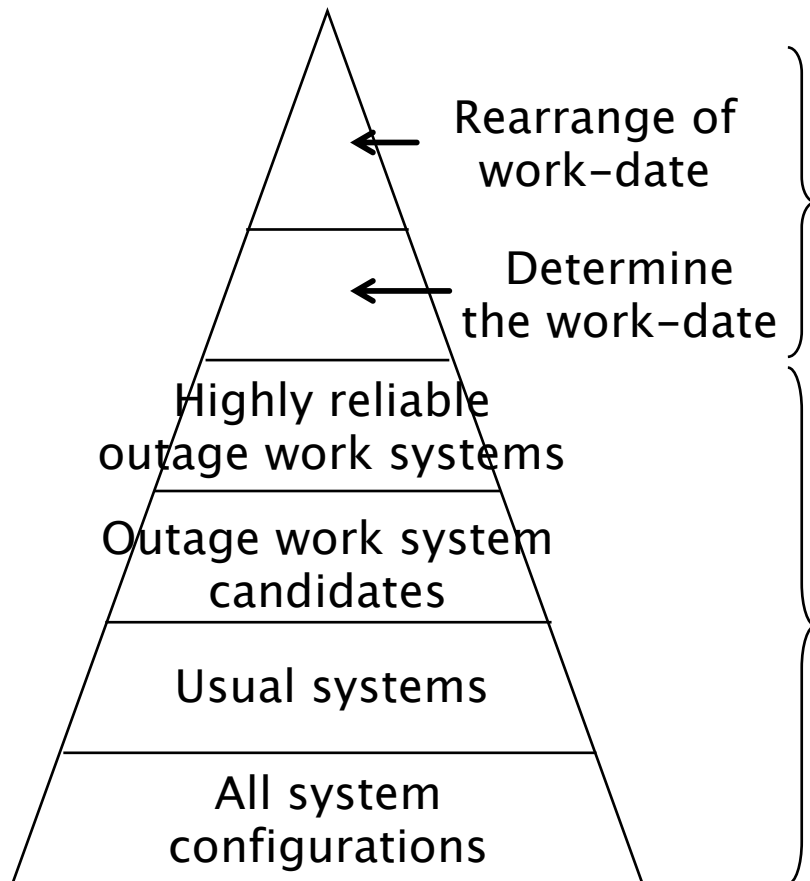 Rearrange of
work-date
Determine
the work-date
Highly reliable
outage work systems
Outage work system
candidates
Usual systems
All system
configurations